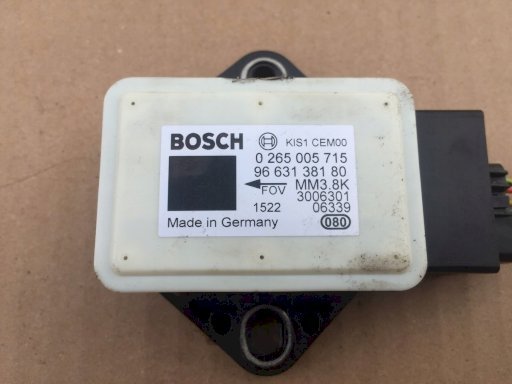 BOSCH KIS1 CEM00
0 265 005 715
96 631 381 80
FOV MM3.8K
3006301
1522 06339
Made in Germany 080